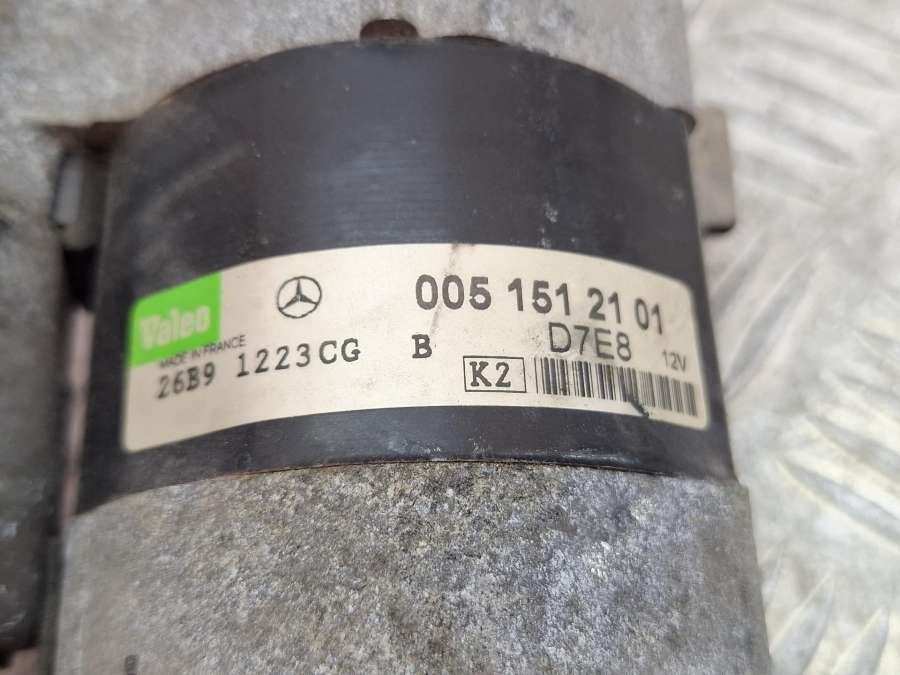 Valeo
005 151 21 01
MADE IN FRANCE
D7E8 12V
26B9 1223CG B
K2